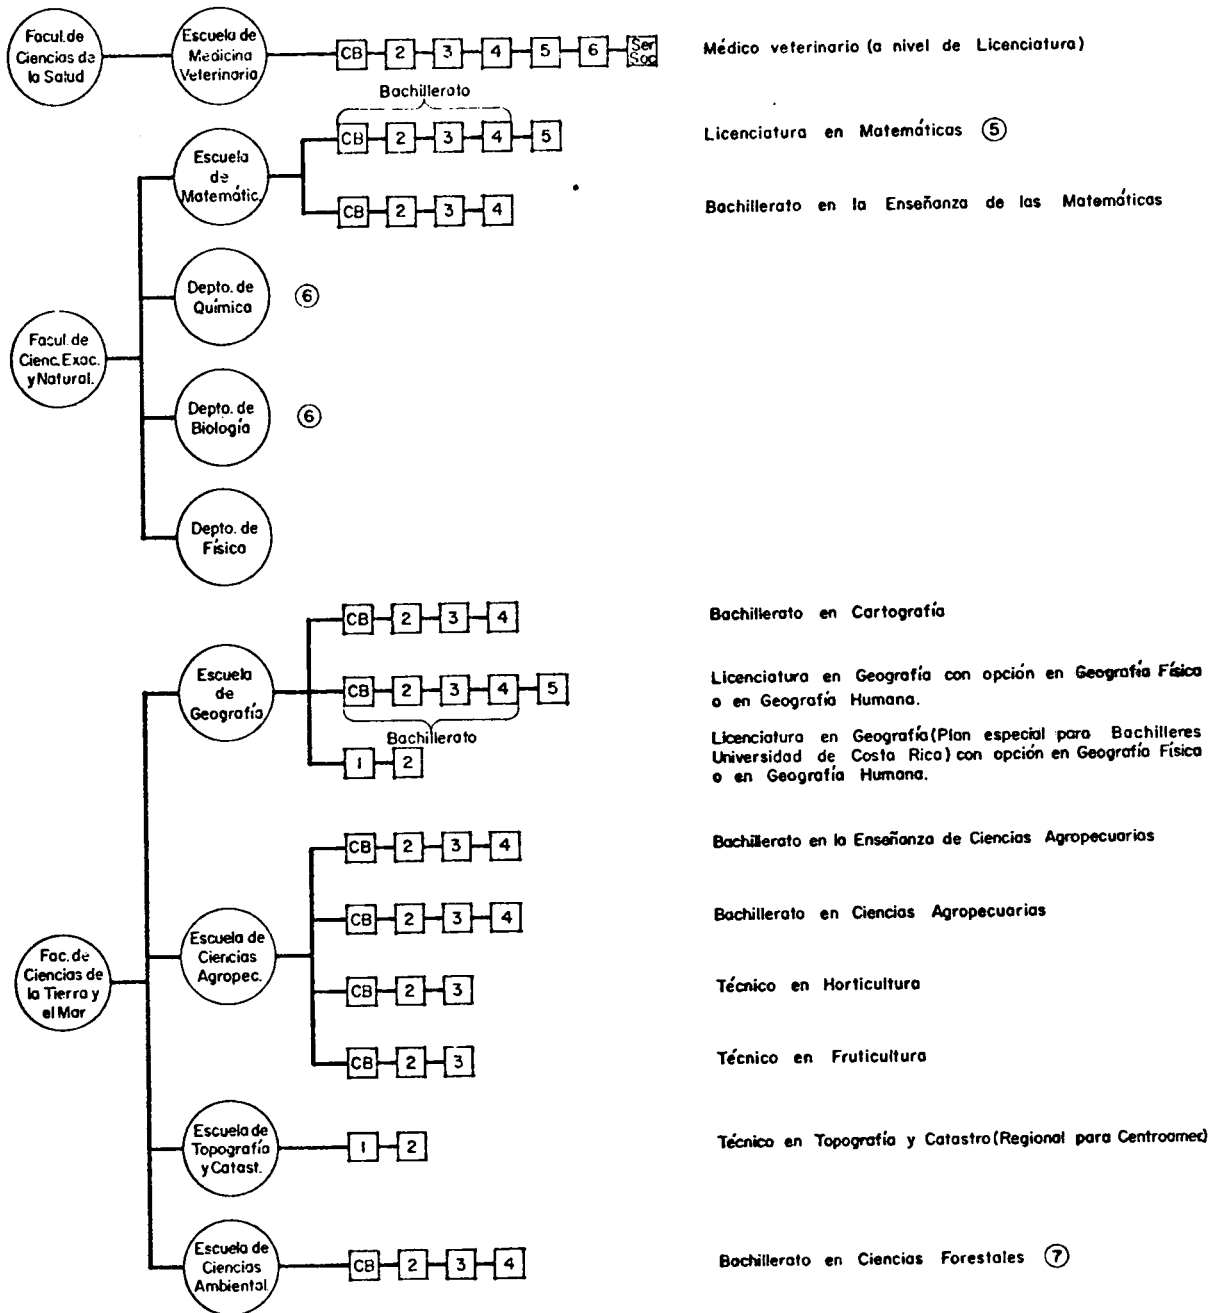 Facul. de
Ciencias de
la Salud
Escuela de
Medicina
Veterinaria
CB 2 3 4 5 6 Ser Soc
Médico veterinario (a nivel de Licenciatura)
Facul. de
Cienc. Exac.
y Natural.
Escuela
de
Matemátic.
Bachillerato
CB 2 3 4 5
Licenciatura en Matemáticas ⑤
CB 2 3 4
Bachillerato en la Enseñanza de las Matemáticas
Depto. de
Química
⑥
Depto. de
Biología
⑥
Depto. de
Física
Fac. de
Ciencias de
la Tierra y
el Mar
Escuela
de
Geografía
CB 2 3 4
Bachillerato en Cartografía
CB 2 3 4 5
Bachillerato
Licenciatura en Geografía con opción en Geografía Física
o en Geografía Humana.
1 2
Licenciatura en Geografía (Plan especial para Bachilleres
Universidad de Costa Rica) con opción en Geografía Física
o en Geografía Humana.
Escuela de
Ciencias
Agropec.
CB 2 3 4
Bachillerato en la Enseñanza de Ciencias Agropecuarias
CB 2 3 4
Bachillerato en Ciencias Agropecuarias
CB 2 3
Técnico en Horticultura
CB 2 3
Técnico en Fruticultura
Escuela de
Topografía
y Catast.
1 2
Técnico en Topografía y Catastro (Regional para Centroamec)
Escuela de
Ciencias
Ambiental.
CB 2 3 4
Bachillerato en Ciencias Forestales ⑦